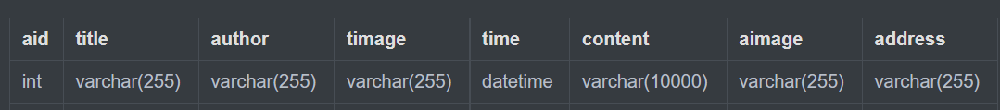 aid title author timage time content aimage address
int varchar(255) varchar(255) varchar(255) datetime varchar(10000) varchar(255) varchar(255)